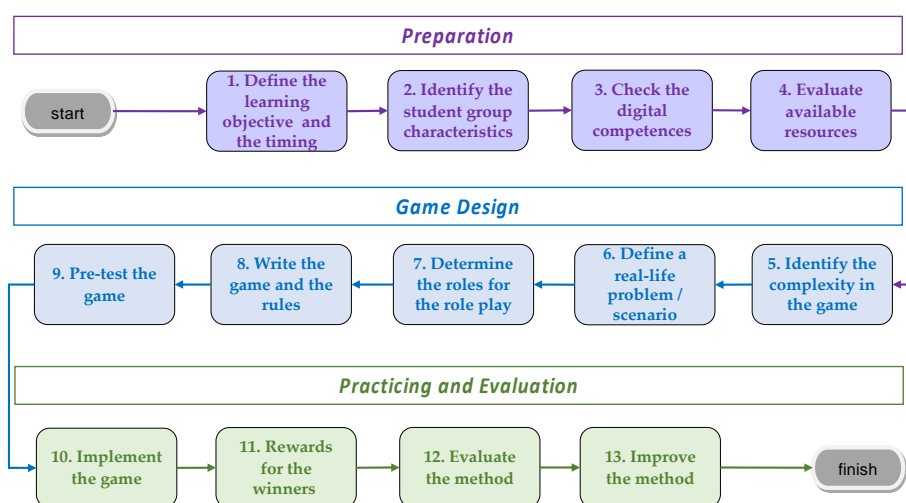 Preparation
start
1. Define the
learning
objective and
the timing
2. Identify the
student group
characteristics
3. Check the
digital
competences
4. Evaluate
available
resources
Game Design
9. Pre-test the
game
8. Write the
game and the
rules
7. Determine
the roles for
the role play
6. Define a
real-life
problem /
scenario
5. Identify the
complexity in
the game
Practicing and Evaluation
10. Implement
the game
11. Rewards
for the
winners
12. Evaluate
the method
13. Improve
the method
finish